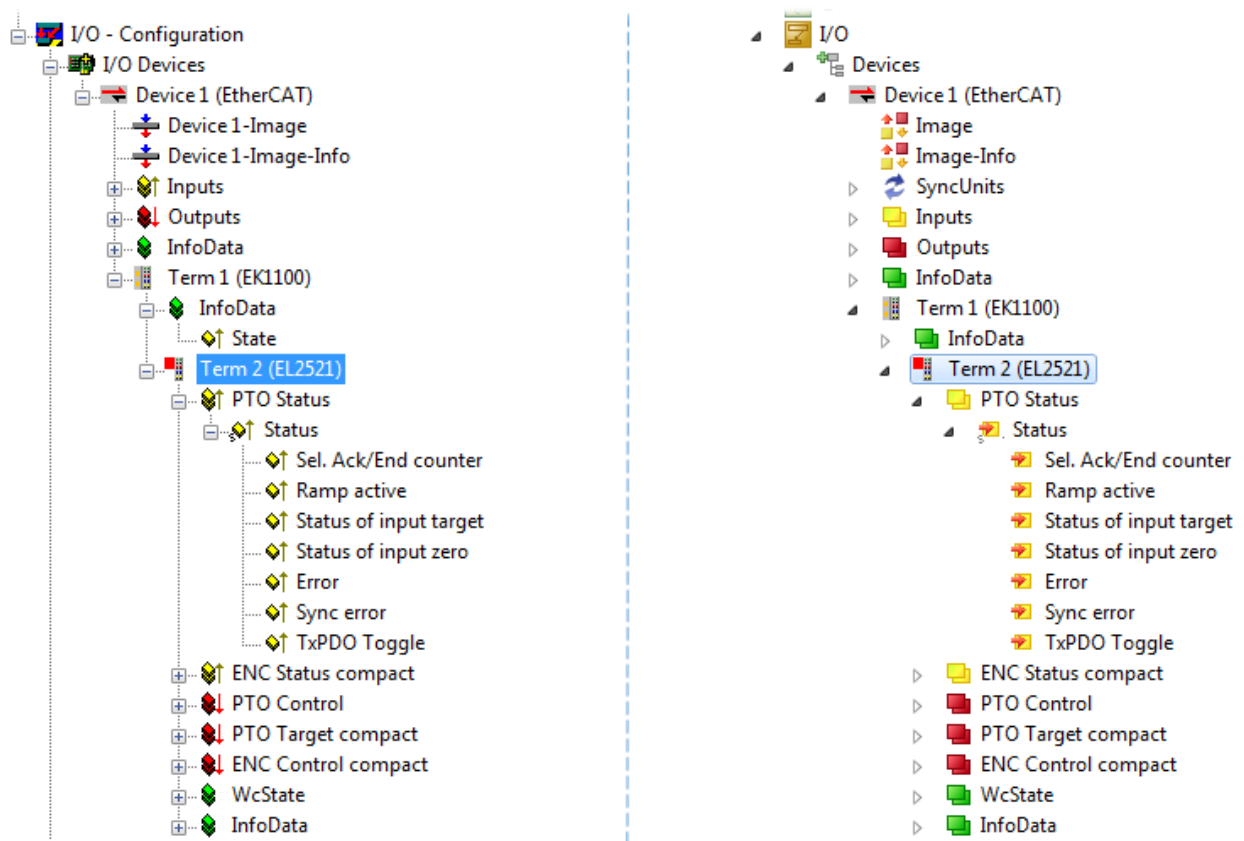 I/O - Configuration
I/O Devices
Device 1 (EtherCAT)
Device 1-Image
Device 1-Image-Info
Inputs
Outputs
InfoData
Term 1 (EK1100)
InfoData
State
Term 2 (EL2521)
PTO Status
Status
Sel. Ack/End counter
Ramp active
Status of input target
Status of input zero
Error
Sync error
TxPDO Toggle
ENC Status compact
PTO Control
PTO Target compact
ENC Control compact
WcState
InfoData
I/O
Devices
Device 1 (EtherCAT)
Image
Image-Info
SyncUnits
Inputs
Outputs
InfoData
Term 1 (EK1100)
InfoData
Term 2 (EL2521)
PTO Status
Status
Sel. Ack/End counter
Ramp active
Status of input target
Status of input zero
Error
Sync error
TxPDO Toggle
ENC Status compact
PTO Control
PTO Target compact
ENC Control compact
WcState
InfoData